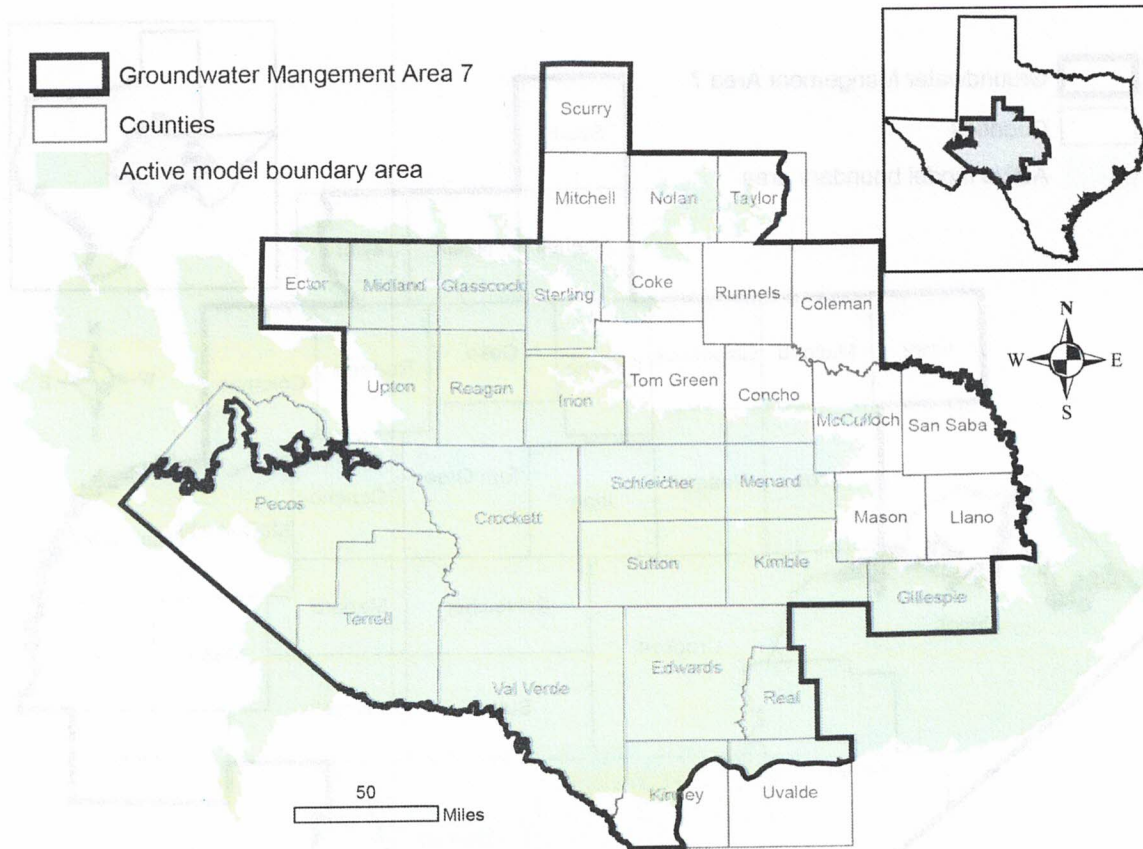 Groundwater Mangement Area 7
Counties
Active model boundary area
Scurry
Mitchell
Nolan
Taylor
Ector
Midland
Glasscock
Sterling
Coke
Runnels
Coleman
N
W
E
S
Upton
Reagan
Irion
Tom Green
Concho
McCulloch
San Saba
Pecos
Crockett
Schleicher
Menard
Mason
Llano
Sutton
Kimble
Gillespie
Terrell
Val Verde
Edwards
Real
Kinney
Uvalde
50
Miles